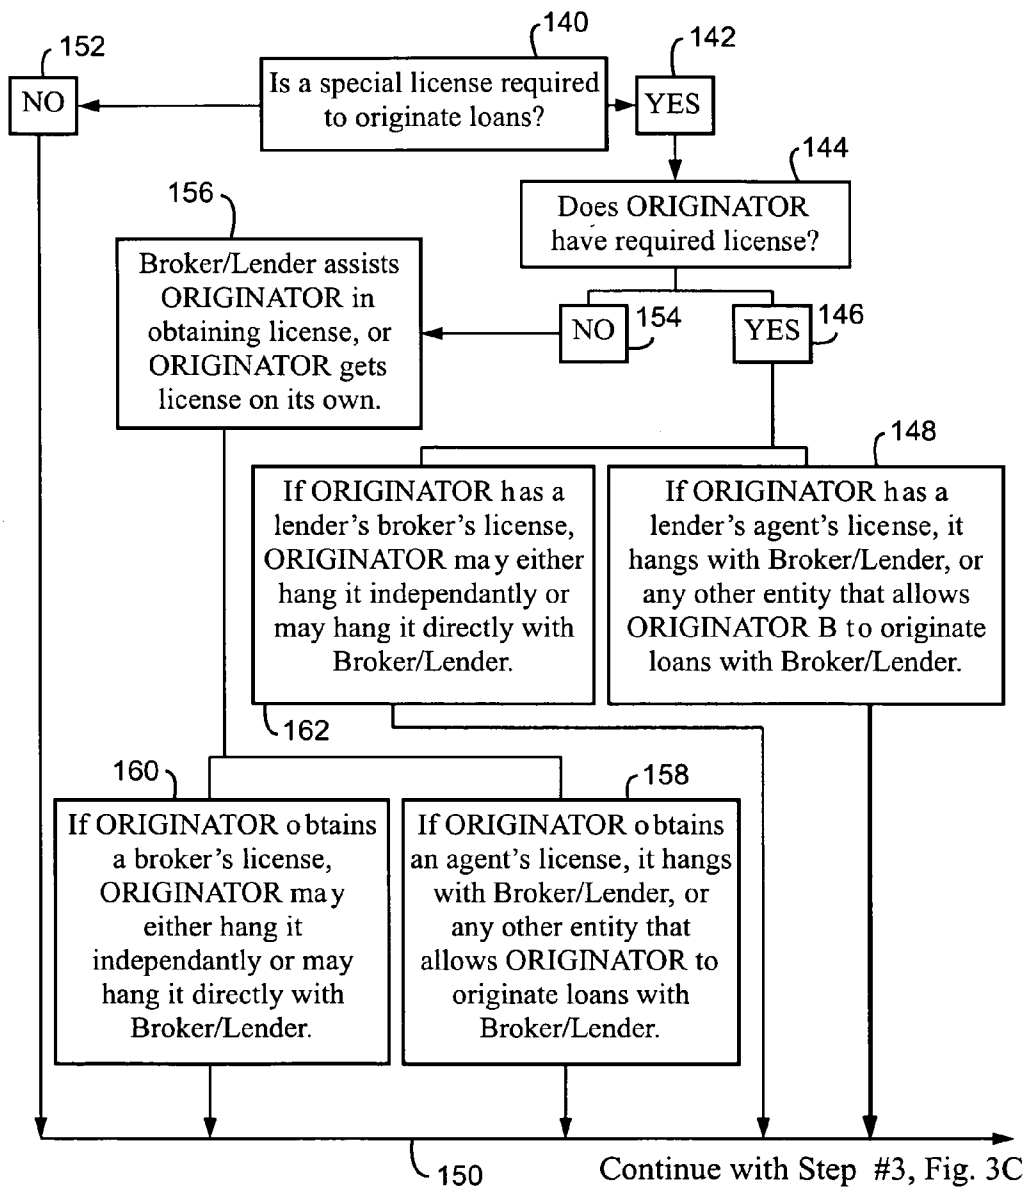 140
142
152
Is a special license required
to originate loans?
NO
YES
144
Does ORIGINATOR
have required license?
156
Broker/Lender assists
ORIGINATOR in
obtaining license, or
ORIGINATOR gets
license on its own.
NO
154
YES
146
148
If ORIGINATOR has a
lender's broker's license,
ORIGINATOR may either
hang it independantly or
may hang it directly with
Broker/Lender.
162
If ORIGINATOR has a
lender's agent's license, it
hangs with Broker/Lender, or
any other entity that allows
ORIGINATOR B to originate
loans with Broker/Lender.
160
If ORIGINATOR obtains
a broker's license,
ORIGINATOR may
either hang it
independantly or may
hang it directly with
Broker/Lender.
158
If ORIGINATOR obtains
an agent's license, it hangs
with Broker/Lender, or
any other entity that
allows ORIGINATOR to
originate loans with
Broker/Lender.
150
Continue with Step #3, Fig. 3C